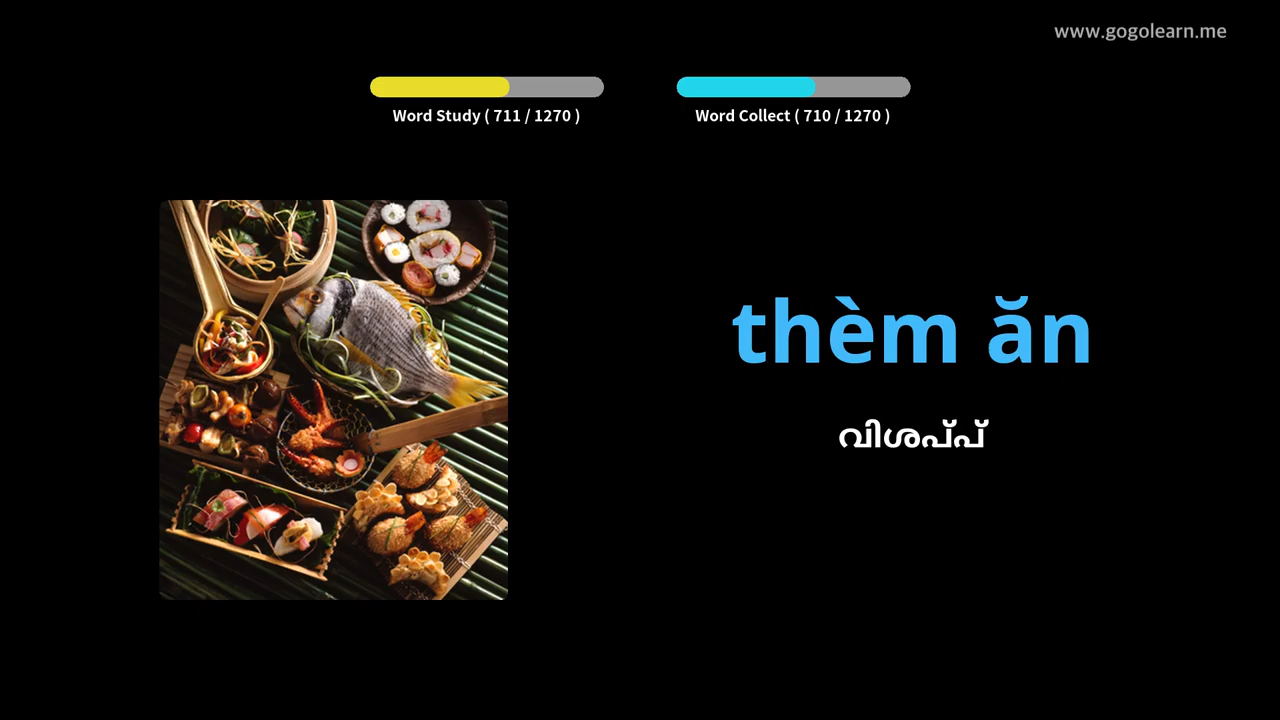 www.gogolearn.me
Word Study ( 711 / 1270 )
Word Collect ( 710 / 1270 )
thèm ăn
വിശപ്പ്